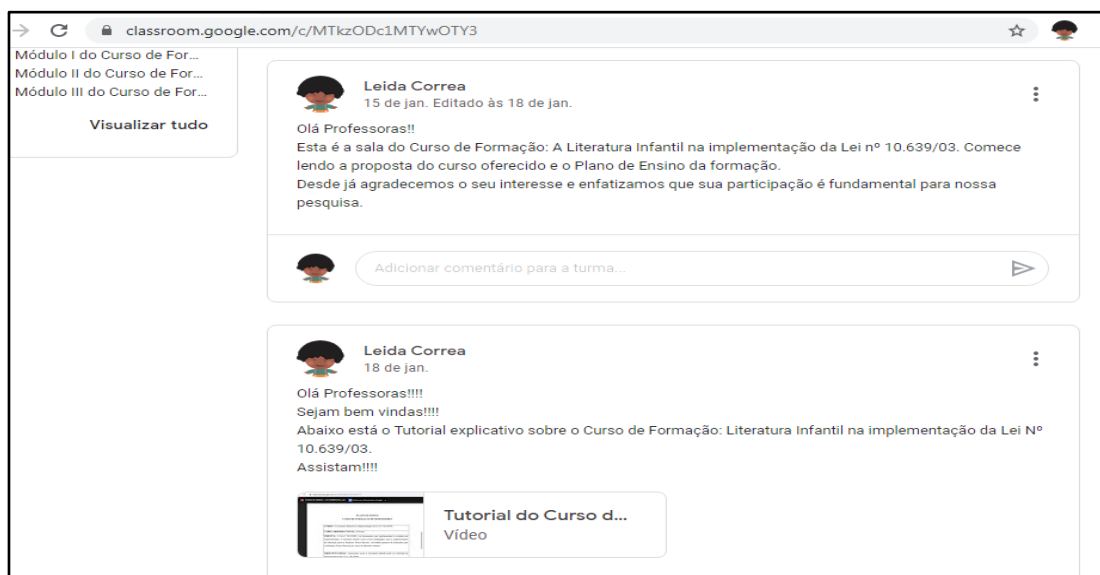 classroom.google.com/c/MTkzODc1MTYwOTY3
Módulo I do Curso de For...
Módulo II do Curso de For...
Módulo III do Curso de For...
Visualizar tudo
Leida Correa
15 de jan. Editado às 18 de jan.
Olá Professoras!!
Esta é a sala do Curso de Formação: A Literatura Infantil na implementação da Lei nº 10.639/03. Comece
lendo a proposta do curso oferecido e o Plano de Ensino da formação.
Desde já agradecemos o seu interesse e enfatizamos que sua participação é fundamental para nossa
pesquisa.
Adicionar comentário para a turma...
Leida Correa
18 de jan.
Olá Professoras!!!!
Sejam bem vindas!!!!
Abaixo está o Tutorial explicativo sobre o Curso de Formação: Literatura Infantil na implementação da Lei Nº
10.639/03.
Assistam!!!!
Tutorial do Curso d...
Vídeo